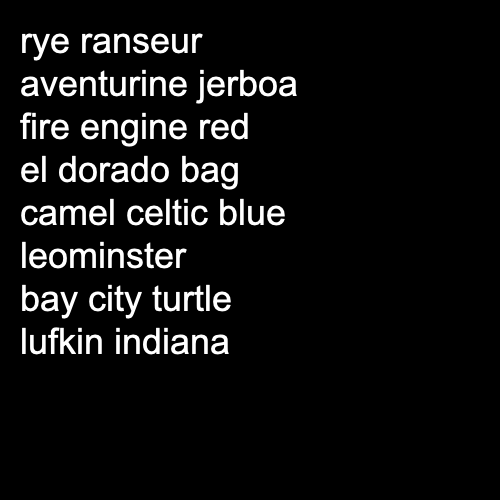 rye ranseur
aventurine jerboa
fire engine red
el dorado bag
camel celtic blue
leominster
bay city turtle
lufkin indiana